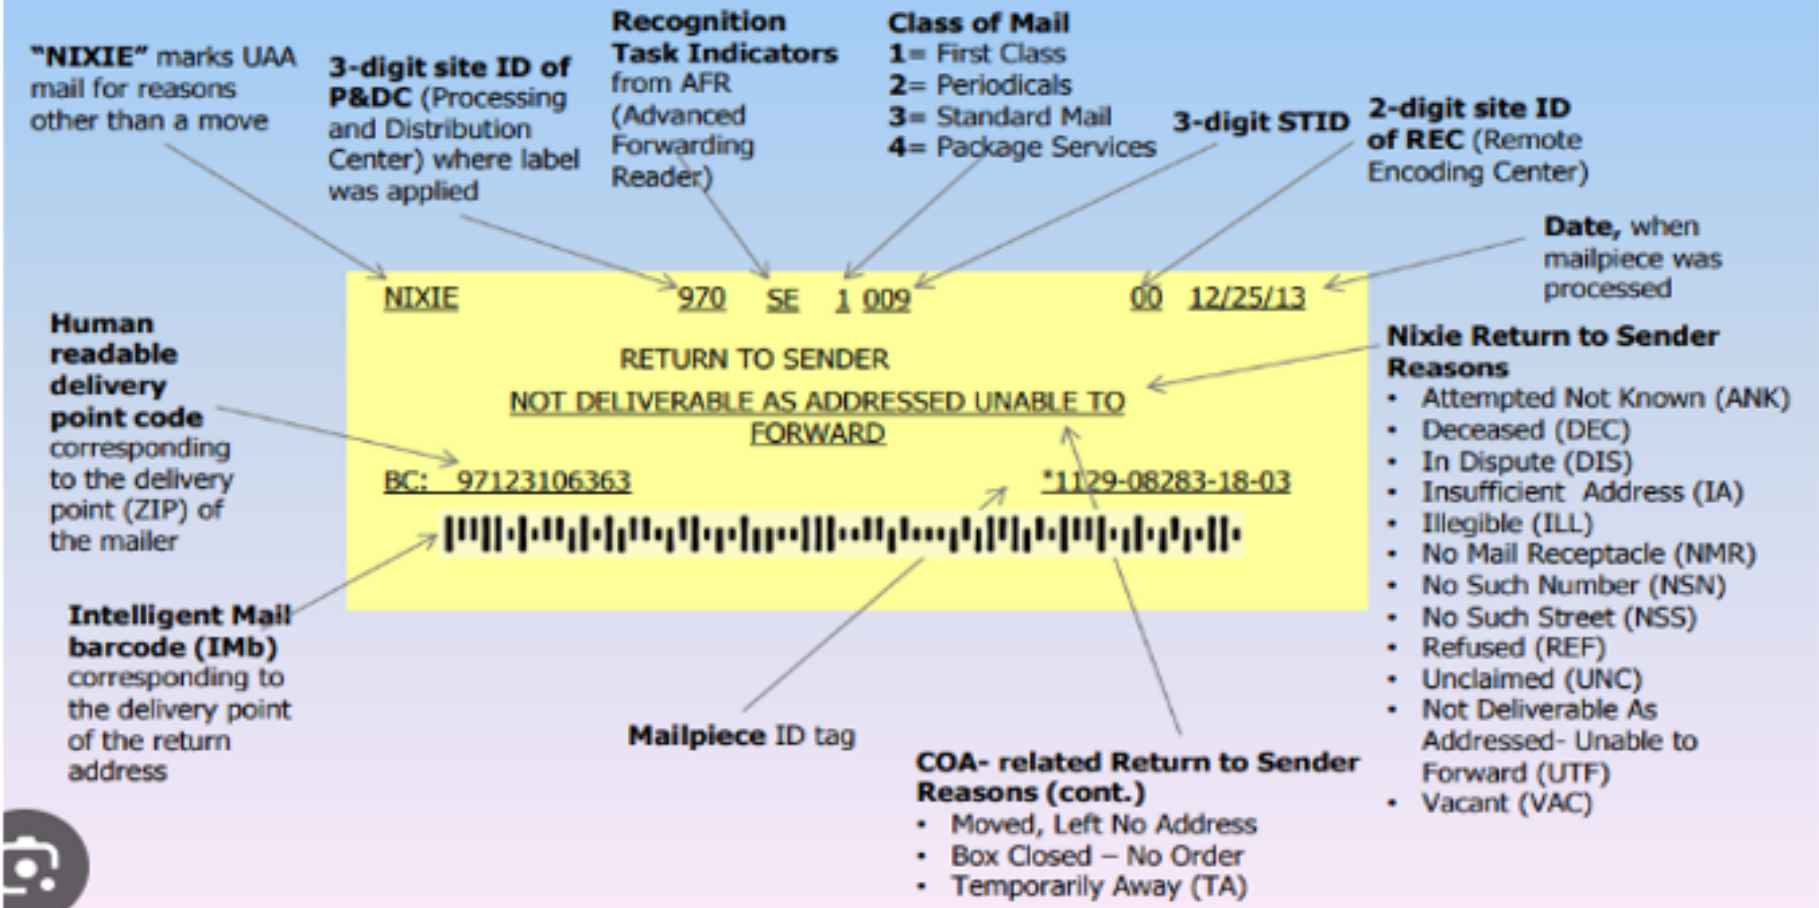 "NIXIE" marks UAA
mail for reasons
other than a move
3-digit site ID of
P&DC (Processing
and Distribution
Center) where label
was applied
Recognition
Task Indicators
from AFR
(Advanced
Forwarding
Reader)
Class of Mail
1= First Class
2= Periodicals
3= Standard Mail
4= Package Services
3-digit STID
2-digit site ID
of REC (Remote
Encoding Center)
Date, when
mailpiece was
processed
NIXIE 970 SE 1 009 00 12/25/13
RETURN TO SENDER
NOT DELIVERABLE AS ADDRESSED UNABLE TO
FORWARD
BC: 97123106363 *1129-08283-18-03
Human
readable
delivery
point code
corresponding
to the delivery
point (ZIP) of
the mailer
Intelligent Mail
barcode (IMb)
corresponding to
the delivery point
of the return
address
Mailpiece ID tag
COA- related Return to Sender
Reasons (cont.)
• Moved, Left No Address
• Box Closed – No Order
• Temporarily Away (TA)
Nixie Return to Sender
Reasons
• Attempted Not Known (ANK)
• Deceased (DEC)
• In Dispute (DIS)
• Insufficient Address (IA)
• Illegible (ILL)
• No Mail Receptacle (NMR)
• No Such Number (NSN)
• No Such Street (NSS)
• Refused (REF)
• Unclaimed (UNC)
• Not Deliverable As
Addressed- Unable to
Forward (UTF)
• Vacant (VAC)